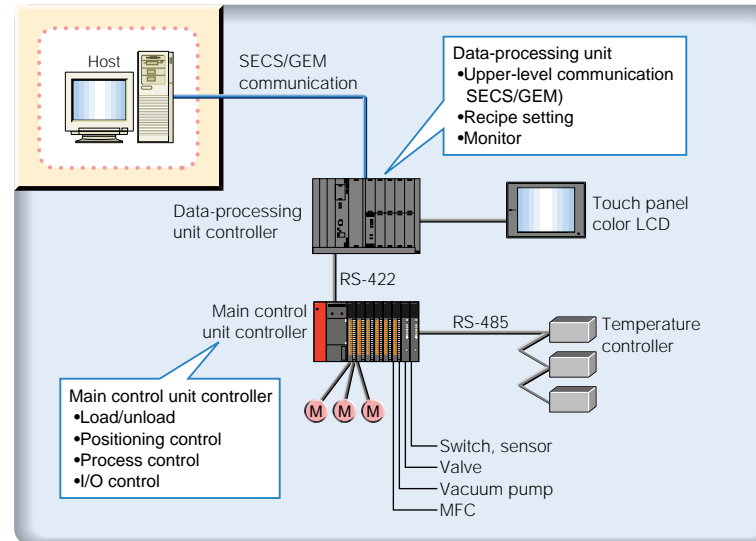 Host
SECS/GEM
communication
Data-processing unit
•Upper-level communication
SECS/GEM)
•Recipe setting
•Monitor
Data-processing
unit controller
Touch panel
color LCD
RS-422
Main control
unit controller
RS-485
Temperature
controller
Main control unit controller
•Load/unload
•Positioning control
•Process control
•I/O control
M M M
Switch, sensor
Valve
Vacuum pump
MFC